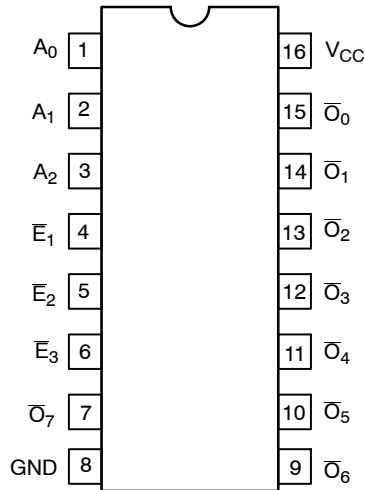 A₀ 1 16 V_CC
A₁ 2 15 O̅₀
A₂ 3 14 O̅₁
E̅₁ 4 13 O̅₂
E̅₂ 5 12 O̅₃
E̅₃ 6 11 O̅₄
O̅₇ 7 10 O̅₅
GND 8 9 O̅₆